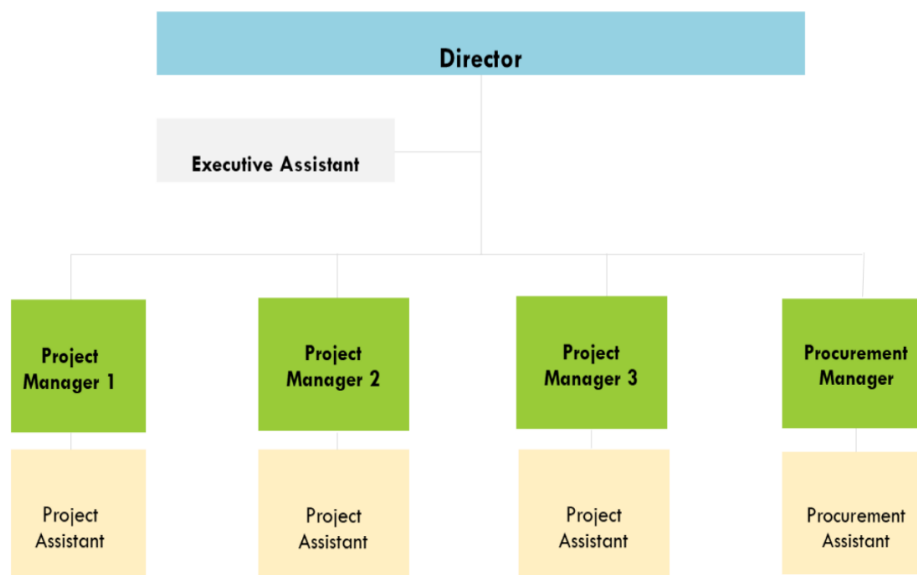 Director
Executive Assistant
Project
Manager 1
Project
Manager 2
Project
Manager 3
Procurement
Manager
Project
Assistant
Project
Assistant
Project
Assistant
Procurement
Assistant